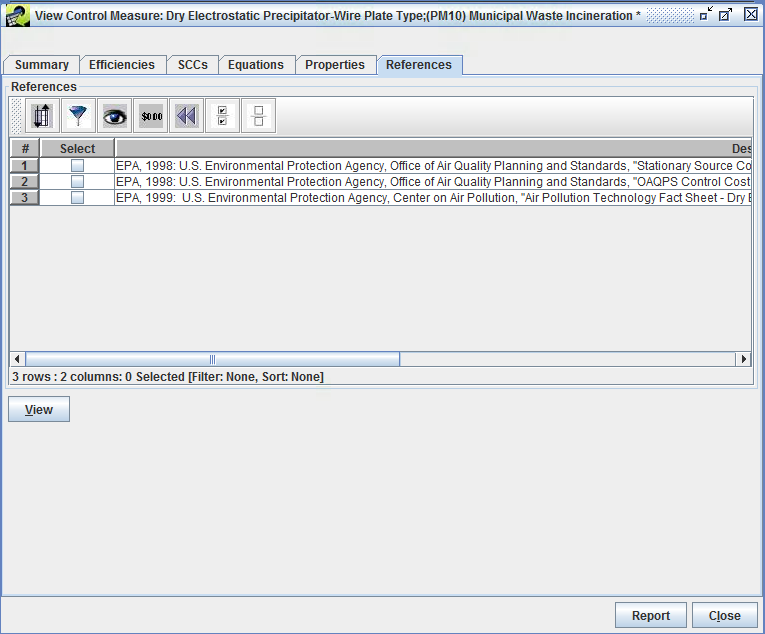 View Control Measure: Dry Electrostatic Precipitator-Wire Plate Type;(PM10) Municipal Waste Incineration *
Summary Efficiencies SCCs Equations Properties References
References
$0.00
# Select Des
1 EPA, 1998: U.S. Environmental Protection Agency, Office of Air Quality Planning and Standards, "Stationary Source Co
2 EPA, 1998: U.S. Environmental Protection Agency, Office of Air Quality Planning and Standards, "OAQPS Control Cost
3 EPA, 1999:  U.S. Environmental Protection Agency, Center on Air Pollution, "Air Pollution Technology Fact Sheet - Dry E
3 rows : 2 columns: 0 Selected [Filter: None, Sort: None]
View
Report Close